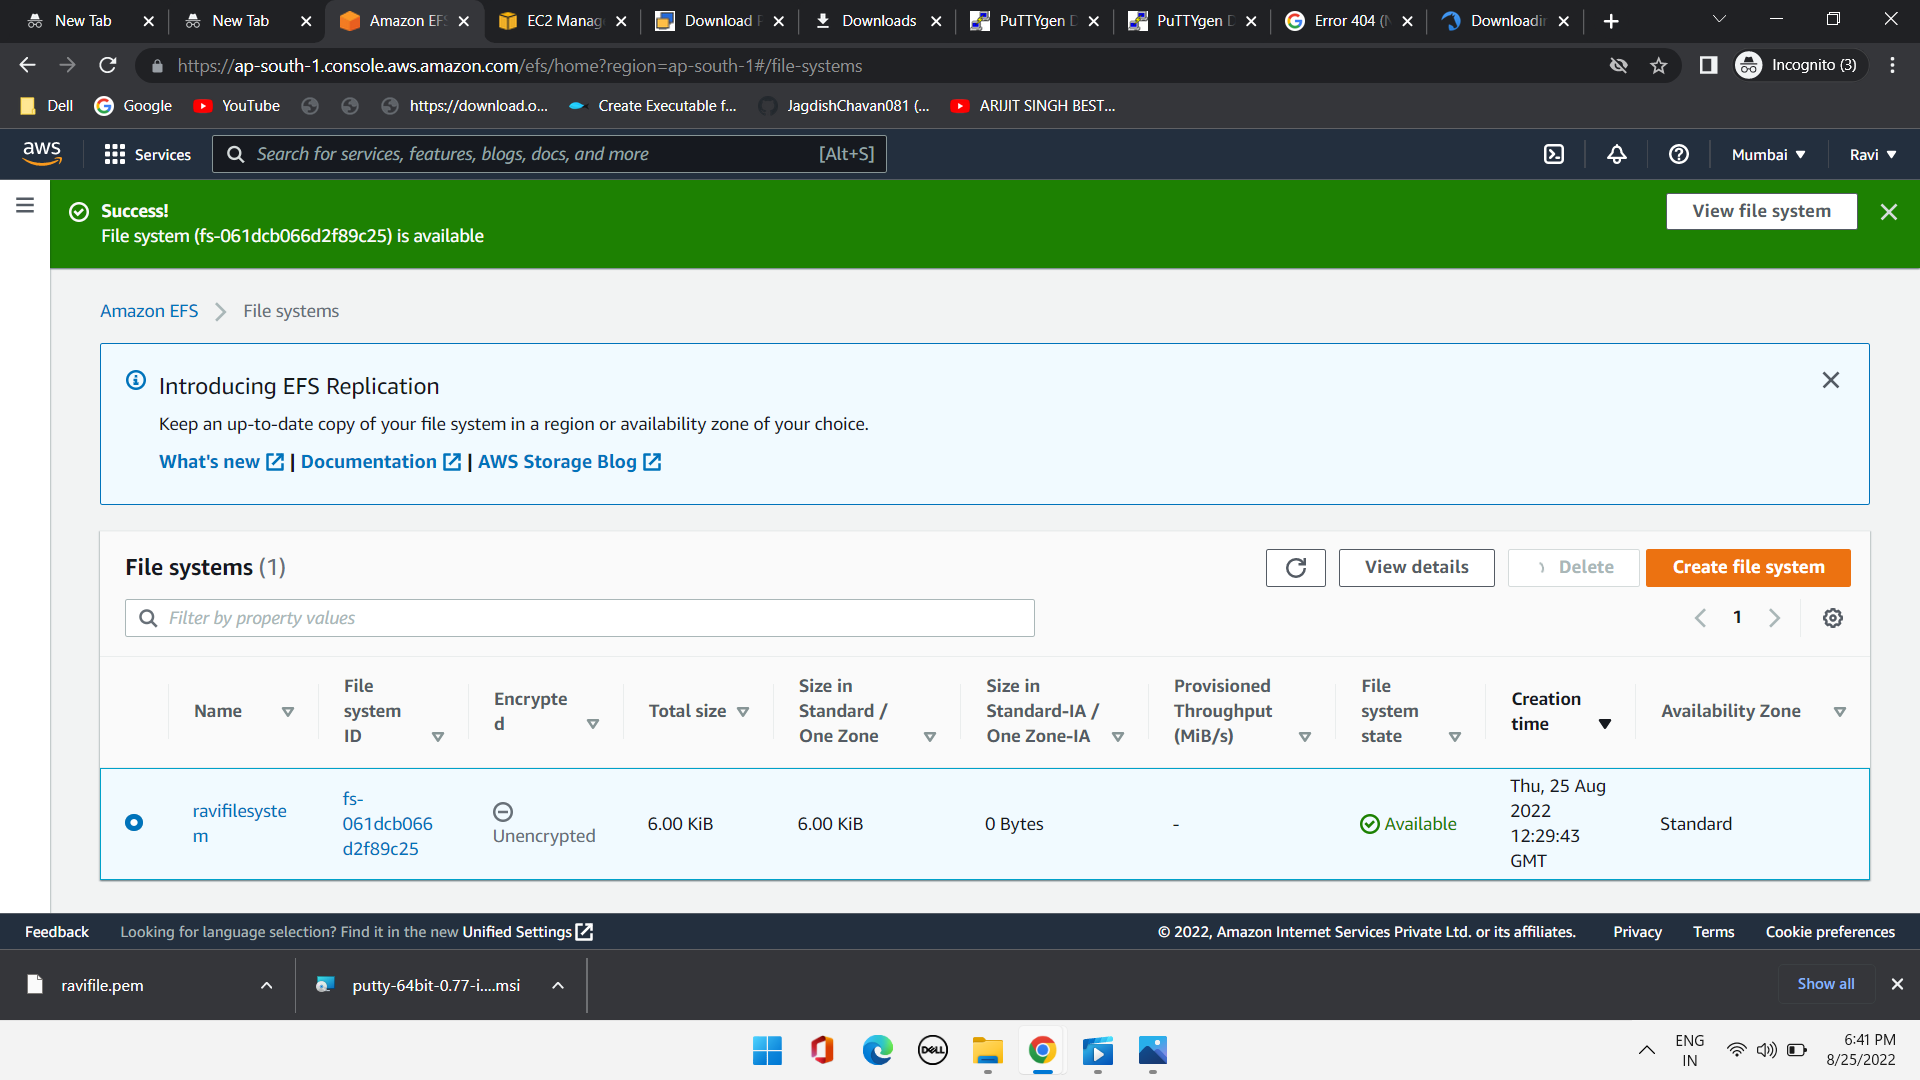 New Tab
New Tab
Amazon EFS
EC2 Manag
Download P
Downloads
PuTTYgen D
PuTTYgen D
Error 404 (N
Downloadin
https://ap-south-1.console.aws.amazon.com/efs/home?region=ap-south-1#/file-systems
Incognito (3)
Dell
Google
YouTube
https://download.o...
Create Executable f...
JagdishChavan081 (...
ARIJIT SINGH BEST...
aws
Services
Search for services, features, blogs, docs, and more
[Alt+S]
Mumbai
Ravi
Success!
File system (fs-061dcb066d2f89c25) is available
View file system
Amazon EFS
File systems
Introducing EFS Replication
Keep an up-to-date copy of your file system in a region or availability zone of your choice.
What's new | Documentation | AWS Storage Blog
File systems (1)
View details
Delete
Create file system
Filter by property values
1
Name
File
system
ID
Encrypte
d
Total size
Size in
Standard /
One Zone
Size in
Standard-IA /
One Zone-IA
Provisioned
Throughput
(MiB/s)
File
system
state
Creation
time
Availability Zone
ravifilesyste
m
fs-
061dcb066
d2f89c25
Unencrypted
6.00 KiB
6.00 KiB
0 Bytes
-
Available
Thu, 25 Aug
2022
12:29:43
GMT
Standard
Feedback
Looking for language selection? Find it in the new Unified Settings
© 2022, Amazon Internet Services Private Ltd. or its affiliates.
Privacy
Terms
Cookie preferences
ravifile.pem
putty-64bit-0.77-i....msi
Show all
DELL
ENG
IN
6:41 PM
8/25/2022